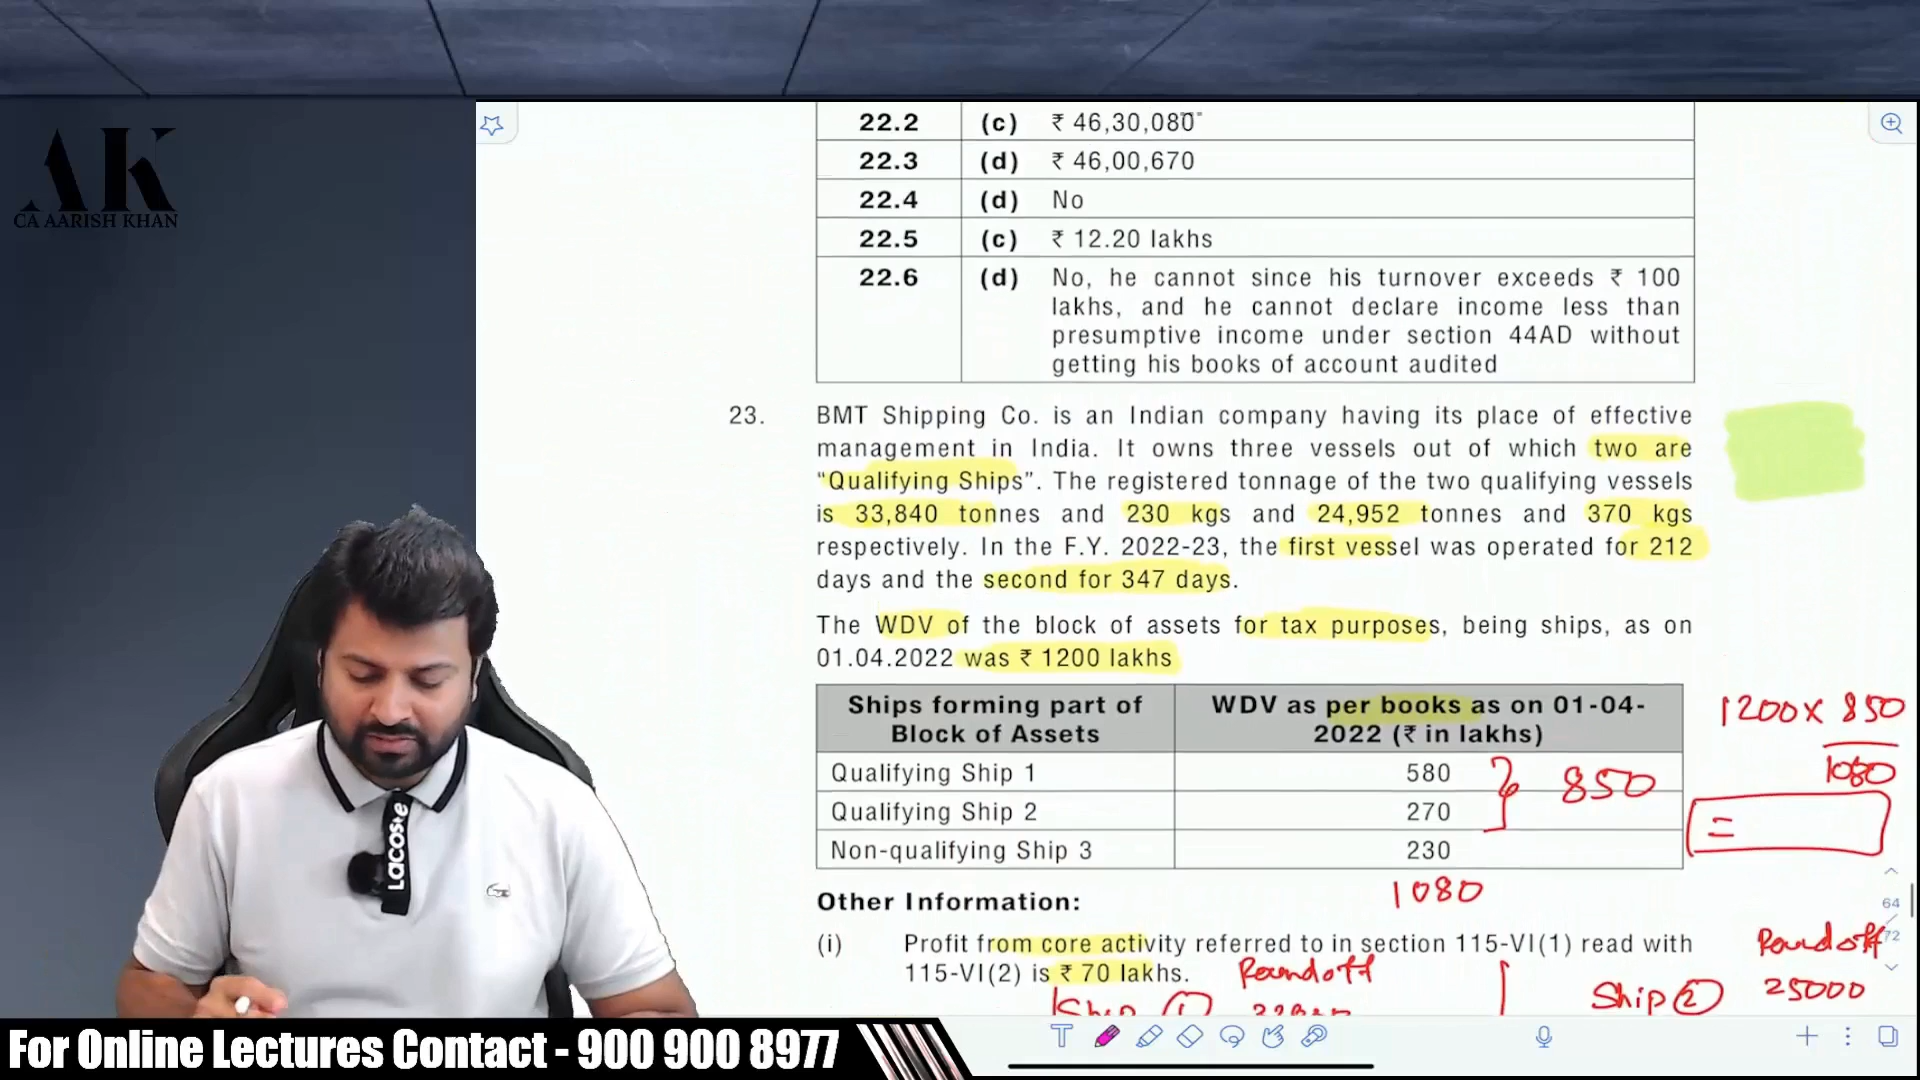 AK
CA AARISH KHAN
22.2 (c) ₹ 46,30,080
22.3 (d) ₹ 46,00,670
22.4 (d) No
22.5 (c) ₹ 12.20 lakhs
22.6 (d) No, he cannot since his turnover exceeds ₹ 100
lakhs, and he cannot declare income less than
presumptive income under section 44AD without
getting his books of account audited
23. BMT Shipping Co. is an Indian company having its place of effective
management in India. It owns three vessels out of which two are
“Qualifying Ships”. The registered tonnage of the two qualifying vessels
is 33,840 tonnes and 230 kgs and 24,952 tonnes and 370 kgs
respectively. In the F.Y. 2022-23, the first vessel was operated for 212
days and the second for 347 days.
The WDV of the block of assets for tax purposes, being ships, as on
01.04.2022 was ₹ 1200 lakhs
Ships forming part of
Block of Assets
WDV as per books as on 01-04-
2022 (₹ in lakhs)
1200 x 850
1080
=
Qualifying Ship 1 580
850
Qualifying Ship 2 270
Non-qualifying Ship 3 230
1080
Other Information:
64
72
(i) Profit from core activity referred to in section 115-VI(1) read with
115-VI(2) is ₹ 70 lakhs.
Round off
Round off
Ship 1
Ship 2
25000
T
LACOSTE
For Online Lectures Contact - 900 900 8977